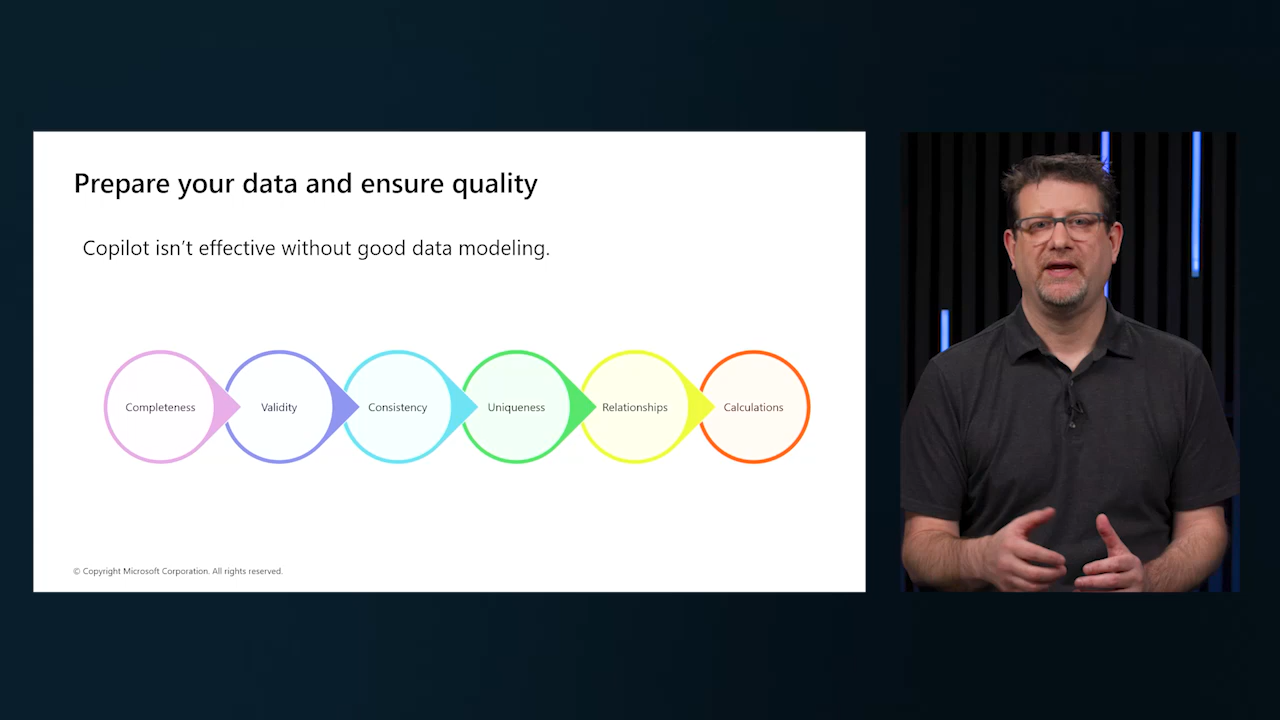 Prepare your data and ensure quality
Copilot isn’t effective without good data modeling.
Completeness
Validity
Consistency
Uniqueness
Relationships
Calculations
© Copyright Microsoft Corporation. All rights reserved.